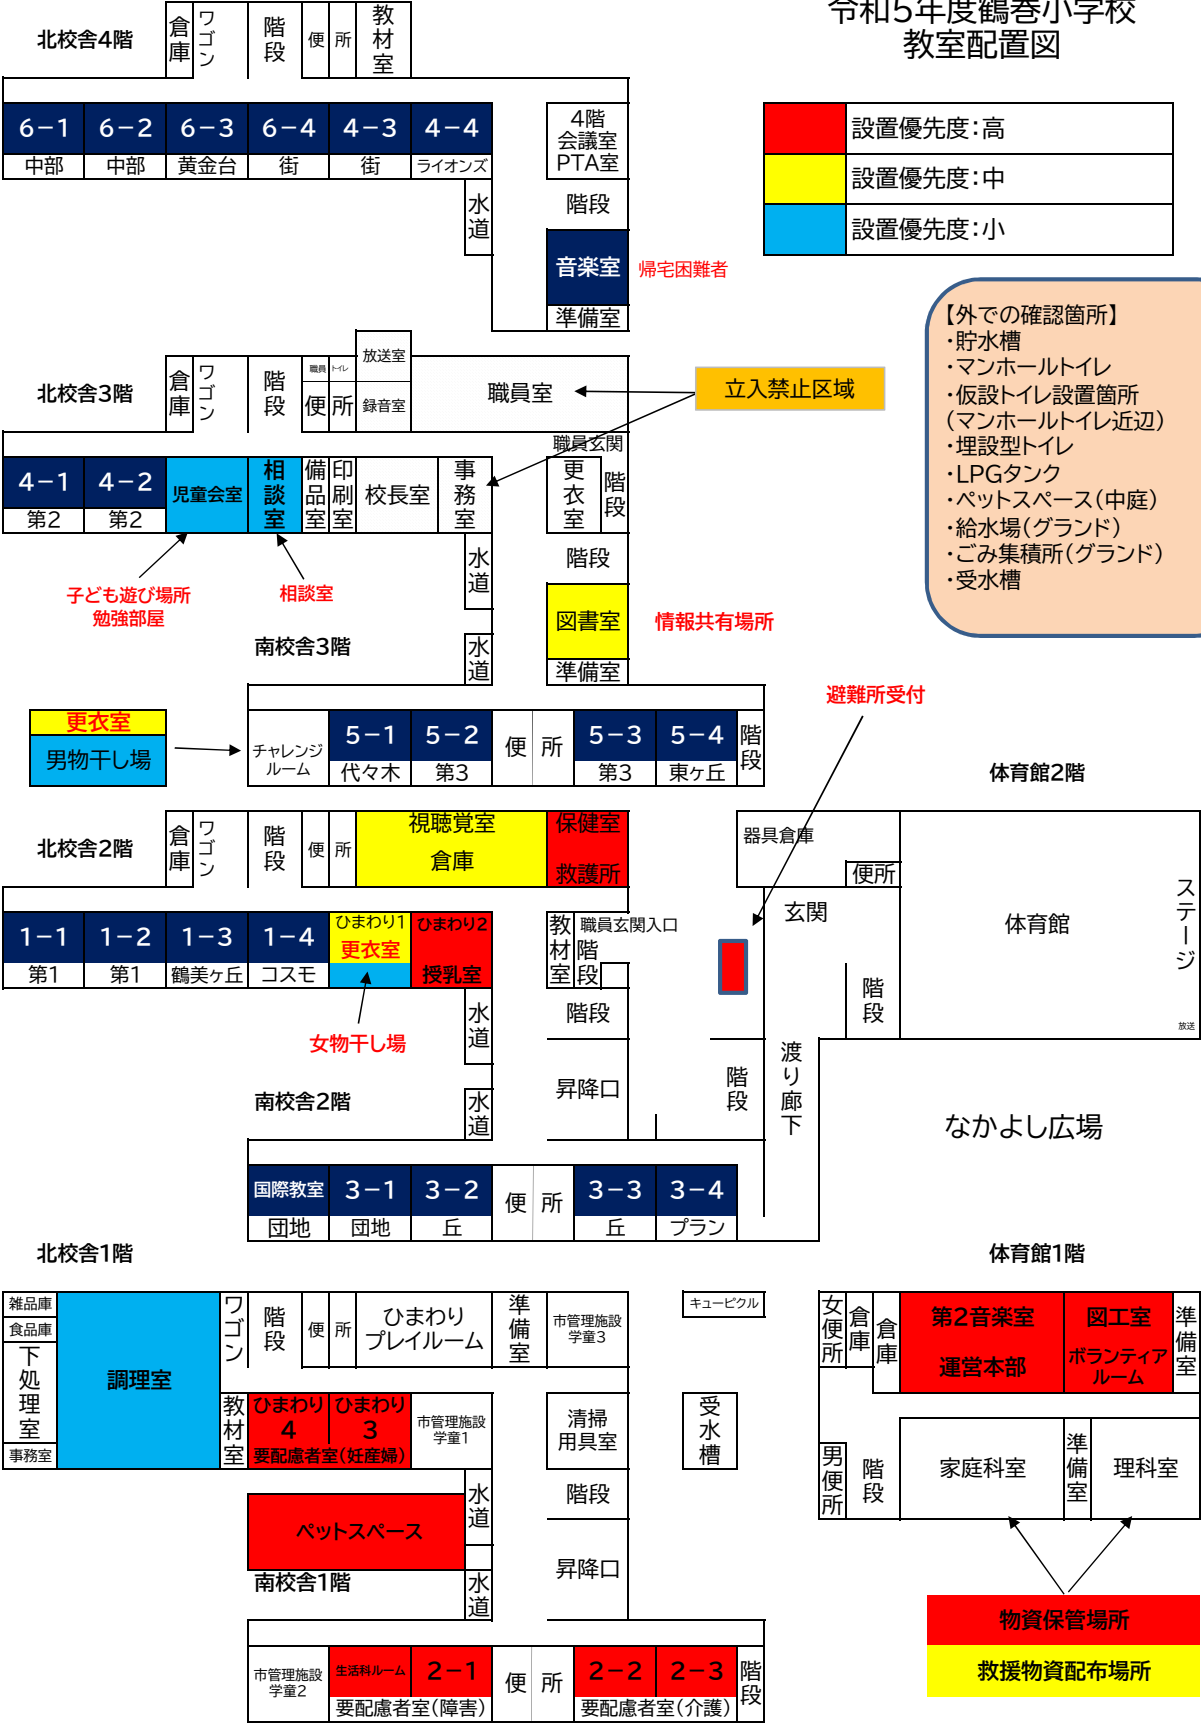 令和5年度鶴巻小学校
教室配置図
北校舎4階
倉庫
ワゴン
階段
便
所
教材室
6-1
6-2
6-3
6-4
4-3
4-4
中部
中部
黄金台
街
街
ライオンズ
水道
4階
会議室
PTA室
階段
音楽室
帰宅困難者
準備室
設置優先度:高
設置優先度:中
設置優先度:小
【外での確認箇所】
・貯水槽
・マンホールトイレ
・仮設トイレ設置箇所
(マンホールトイレ近辺)
・埋設型トイレ
・LPGタンク
・ペットスペース(中庭)
・給水場(グランド)
・ごみ集積所(グランド)
・受水槽
北校舎3階
倉庫
ワゴン
階段
職員
トイレ
便
所
放送室
録音室
職員室
立入禁止区域
職員玄関
4-1
4-2
児童会室
相談室
備品室
印刷室
校長室
事務室
更衣室
階段
第2
第2
子ども遊び場所
勉強部屋
相談室
水道
階段
図書室
情報共有場所
準備室
南校舎3階
水道
更衣室
男物干し場
チャレンジ
ルーム
5-1
5-2
便
所
5-3
5-4
階段
代々木
第3
第3
東ヶ丘
避難所受付
体育館2階
北校舎2階
倉庫
ワゴン
階段
便
所
視聴覚室
倉庫
保健室
救護所
器具倉庫
便所
玄関
体育館
ステージ
放送
階段
1-1
1-2
1-3
1-4
ひまわり1
更衣室
ひまわり2
授乳室
第1
第1
鶴美ヶ丘
コスモ
教材室
職員玄関入口
階段
女物干し場
水道
階段
昇降口
階段
渡り廊下
なかよし広場
南校舎2階
水道
国際教室
3-1
3-2
便
所
3-3
3-4
団地
団地
丘
丘
プラン
北校舎1階
体育館1階
雑品庫
食品庫
下処理室
事務室
調理室
ワゴン
階段
便
所
ひまわり
プレイルーム
準備室
市管理施設
学童3
キュービクル
教材室
ひまわり
4
ひまわり
3
要配慮者室(妊産婦)
市管理施設
学童1
清掃
用具室
受水槽
女便所
倉庫
倉庫
第2音楽室
運営本部
図工室
ボランティア
ルーム
準備室
男便所
階段
家庭科室
準備室
理科室
ペットスペース
水道
階段
昇降口
南校舎1階
水道
物資保管場所
救援物資配布場所
市管理施設
学童2
生活科ルーム
2-1
便
所
2-2
2-3
階段
要配慮者室(障害)
要配慮者室(介護)